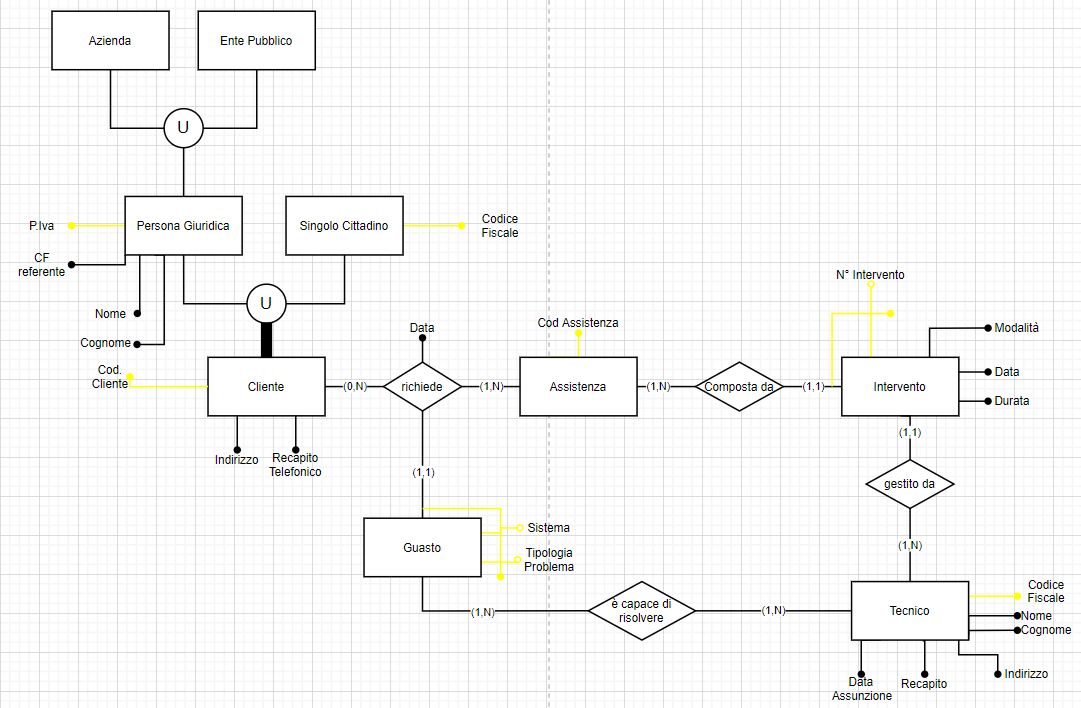 Azienda
Ente Pubblico
U
P.Iva
Persona Giuridica
Singolo Cittadino
Codice
Fiscale
CF
referente
N° Intervento
U
Nome
Cod Assistenza
Data
Modalità
Cognome
Cod.
Cliente
Data
Cliente
(0,N)
richiede
(1,N)
Assistenza
(1,N)
Composta da
(1,1)
Intervento
Durata
(1,1)
Indirizzo
Recapito
Telefonico
(1,1)
gestito da
Sistema
Guasto
(1,N)
Tipologia
Problema
Codice
Fiscale
(1,N)
è capace di
risolvere
(1,N)
Tecnico
Nome
Cognome
Indirizzo
Data
Assunzione
Recapito